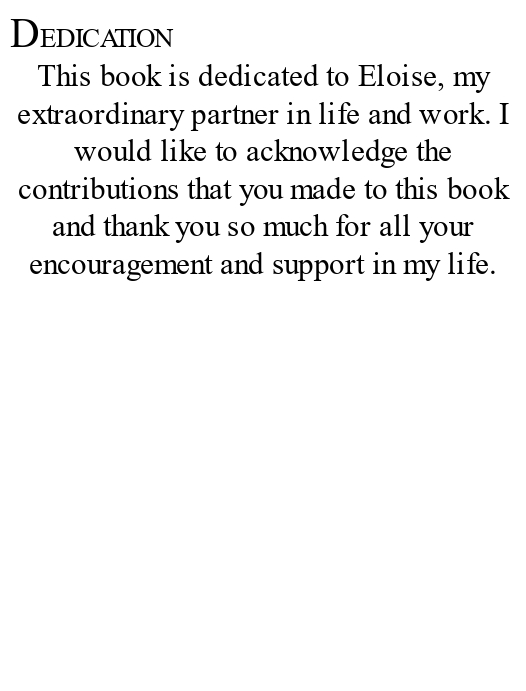 DEDICATION
This book is dedicated to Eloise, my
extraordinary partner in life and work. I
would like to acknowledge the
contributions that you made to this book
and thank you so much for all your
encouragement and support in my life.